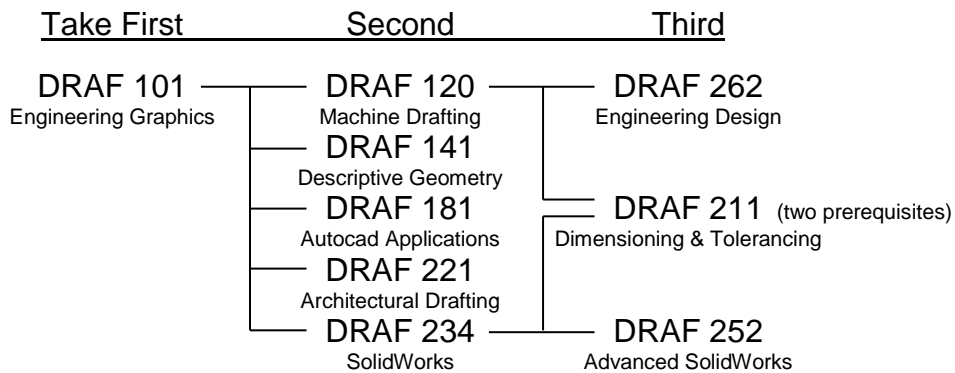 Take First Second Third
DRAF 101 DRAF 120 DRAF 262
Engineering Graphics Machine Drafting Engineering Design
DRAF 141
Descriptive Geometry
DRAF 181 DRAF 211 (two prerequisites)
Autocad Applications Dimensioning & Tolerancing
DRAF 221
Architectural Drafting
DRAF 234 DRAF 252
SolidWorks Advanced SolidWorks